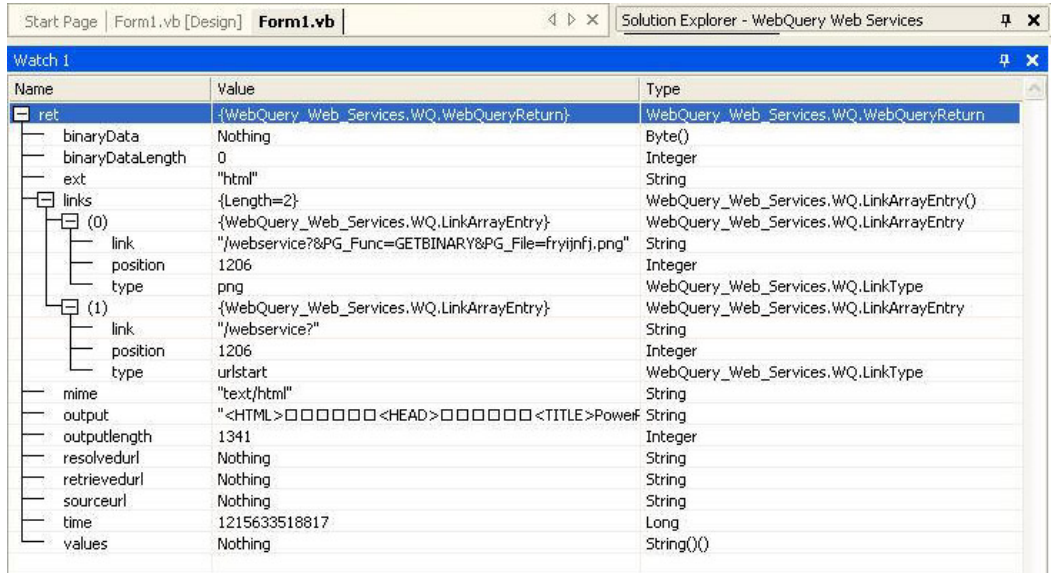 Start Page Form1.vb [Design] Form1.vb Solution Explorer - WebQuery Web Services
Watch 1
Name Value Type
ret {WebQuery_Web_Services.WQ.WebQueryReturn} WebQuery_Web_Services.WQ.WebQueryReturn
binaryData Nothing Byte()
binaryDataLength 0 Integer
ext "html" String
links {Length=2} WebQuery_Web_Services.WQ.LinkArrayEntry()
(0) {WebQuery_Web_Services.WQ.LinkArrayEntry} WebQuery_Web_Services.WQ.LinkArrayEntry
link "/webservice?&PG_Func=GETBINARY&PG_File=fryijnfj.png" String
position 1206 Integer
type png WebQuery_Web_Services.WQ.LinkType
(1) {WebQuery_Web_Services.WQ.LinkArrayEntry} WebQuery_Web_Services.WQ.LinkArrayEntry
link "/webservice?" String
position 1206 Integer
type urlstart WebQuery_Web_Services.WQ.LinkType
mime "text/html" String
output "<HTML>□□□□□□<HEAD>□□□□□□<TITLE>Power String
outputlength 1341 Integer
resolvedurl Nothing String
retrievedurl Nothing String
sourceurl Nothing String
time 1215633518817 Long
values Nothing String()()